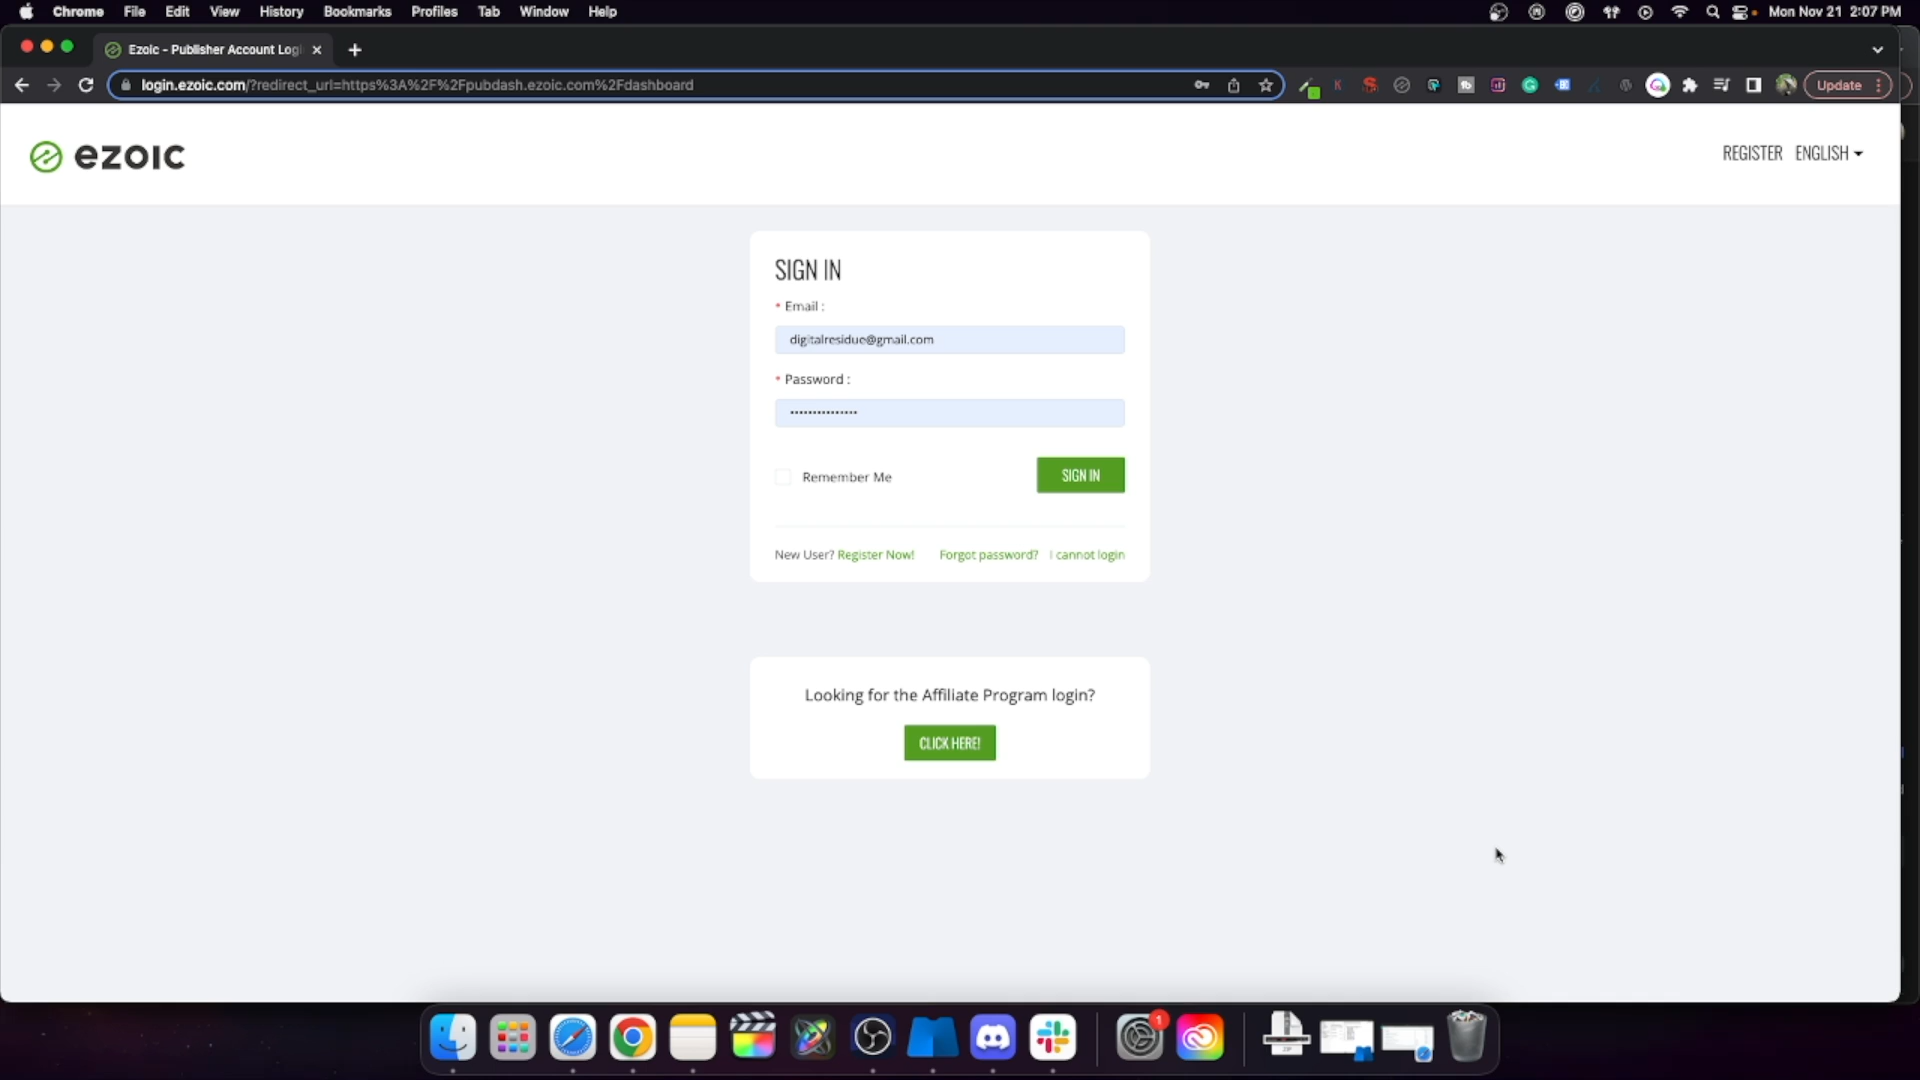 Chrome File Edit View History Bookmarks Profiles Tab Window Help Mon Nov 21 2:07 PM
Ezoic - Publisher Account Logi
login.ezoic.com/?redirect_url=https%3A%2F%2Fpubdash.ezoic.com%2Fdashboard Update
ezoic
REGISTER ENGLISH
SIGN IN
* Email :
digitalresidue@gmail.com
* Password :
•••••••••••••••
Remember Me SIGN IN
New User? Register Now! Forgot password? I cannot login
Looking for the Affiliate Program login?
CLICK HERE!
1